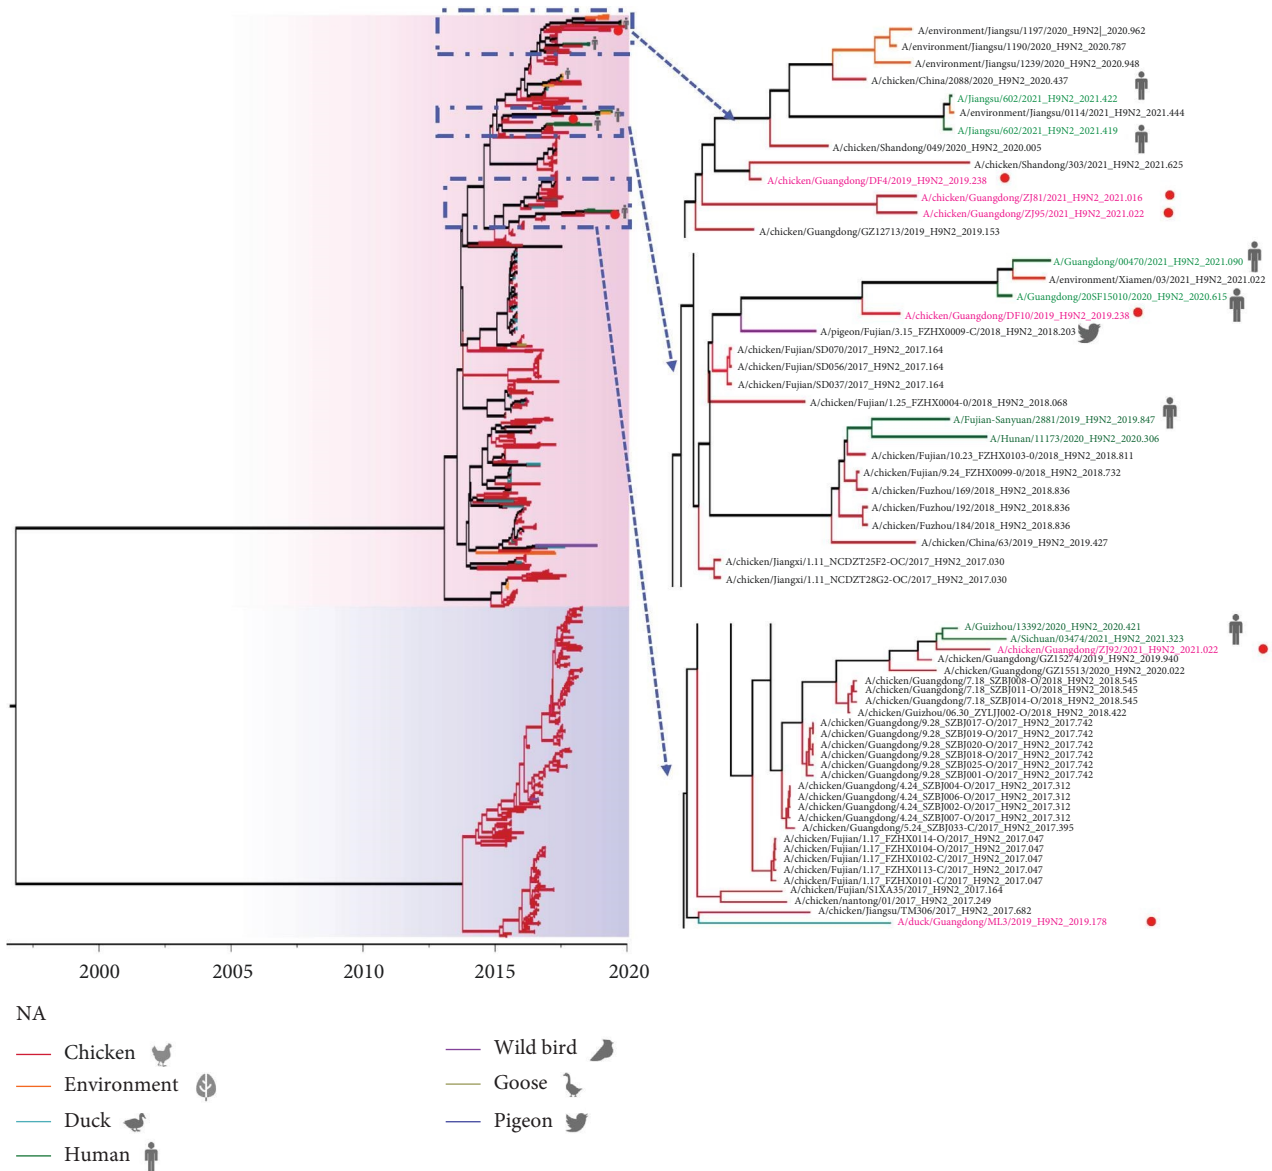 A/environment/Jiangsu/1197/2020_H9N2|_2020.962
A/environment/Jiangsu/1190/2020_H9N2_2020.787
A/environment/Jiangsu/1239/2020_H9N2_2020.948
A/chicken/China/2088/2020_H9N2_2020.437
A/Jiangsu/602/2021_H9N2_2021.422
A/environment/Jiangsu/0114/2021_H9N2_2021.444
A/Jiangsu/602/2021_H9N2_2021.419
A/chicken/Shandong/049/2020_H9N2_2020.005
A/chicken/Shandong/303/2021_H9N2_2021.625
A/chicken/Guangdong/DF4/2019_H9N2_2019.238
A/chicken/Guangdong/ZJ81/2021_H9N2_2021.016
A/chicken/Guangdong/ZJ95/2021_H9N2_2021.022
A/chicken/Guangdong/GZ12713/2019_H9N2_2019.153
A/Guangdong/00470/2021_H9N2_2021.090
A/environment/Xiamen/03/2021_H9N2_2021.022
A/Guangdong/20SF15010/2020_H9N2_2020.615
A/chicken/Guangdong/DF10/2019_H9N2_2019.238
A/pigeon/Fujian/3.15_FZHX0009-C/2018_H9N2_2018.203
A/chicken/Fujian/SD070/2017_H9N2_2017.164
A/chicken/Fujian/SD056/2017_H9N2_2017.164
A/chicken/Fujian/SD037/2017_H9N2_2017.164
A/chicken/Fujian/1.25_FZHX0004-0/2018_H9N2_2018.068
A/Fujian-Sanyuan/2881/2019_H9N2_2019.847
A/Hunan/11173/2020_H9N2_2020.306
A/chicken/Fujian/10.23_FZHX0103-0/2018_H9N2_2018.811
A/chicken/Fujian/9.24_FZHX0099-0/2018_H9N2_2018.732
A/chicken/Fuzhou/169/2018_H9N2_2018.836
A/chicken/Fuzhou/192/2018_H9N2_2018.836
A/chicken/Fuzhou/184/2018_H9N2_2018.836
A/chicken/China/63/2019_H9N2_2019.427
A/chicken/Jiangxi/1.11_NCDZT25F2-OC/2017_H9N2_2017.030
A/chicken/Jiangxi/1.11_NCDZT28G2-OC/2017_H9N2_2017.030
A/Guizhou/13392/2020_H9N2_2020.421
A/Sichuan/03474/2021_H9N2_2021.323
A/chicken/Guangdong/ZJ92/2021_H9N2_2021.022
A/chicken/Guangdong/GZ15274/2019_H9N2_2019.940
A/chicken/Guangdong/GZ15513/2020_H9N2_2020.022
A/chicken/Guangdong/7.18_SZBJ008-O/2018_H9N2_2018.545
A/chicken/Guangdong/7.18_SZBJ011-O/2018_H9N2_2018.545
A/chicken/Guangdong/7.18_SZBJ014-O/2018_H9N2_2018.545
A/chicken/Guizhou/06.30_ZYLJJ002-O/2018_H9N2_2018.422
A/chicken/Guangdong/9.28_SZBJ017-O/2017_H9N2_2017.742
A/chicken/Guangdong/9.28_SZBJ019-O/2017_H9N2_2017.742
A/chicken/Guangdong/9.28_SZBJ020-O/2017_H9N2_2017.742
A/chicken/Guangdong/9.28_SZBJ018-O/2017_H9N2_2017.742
A/chicken/Guangdong/9.28_SZBJ025-O/2017_H9N2_2017.742
A/chicken/Guangdong/9.28_SZBJ001-O/2017_H9N2_2017.742
A/chicken/Guangdong/4.24_SZBJ004-O/2017_H9N2_2017.312
A/chicken/Guangdong/4.24_SZBJ006-O/2017_H9N2_2017.312
A/chicken/Guangdong/4.24_SZBJ002-O/2017_H9N2_2017.312
A/chicken/Guangdong/4.24_SZBJ007-O/2017_H9N2_2017.312
A/chicken/Guangdong/5.24_SZBJ033-C/2017_H9N2_2017.395
A/chicken/Fujian/1.17_FZHX0114-O/2017_H9N2_2017.047
A/chicken/Fujian/1.17_FZHX0104-O/2017_H9N2_2017.047
A/chicken/Fujian/1.17_FZHX0102-C/2017_H9N2_2017.047
A/chicken/Fujian/1.17_FZHX0113-C/2017_H9N2_2017.047
A/chicken/Fujian/1.17_FZHX0101-C/2017_H9N2_2017.047
A/chicken/Fujian/S1XA35/2017_H9N2_2017.164
A/chicken/nantong/01/2017_H9N2_2017.249
A/chicken/Jiangsu/TM306/2017_H9N2_2017.682
A/duck/Guangdong/ML3/2019_H9N2_2019.178
2000 2005 2010 2015 2020
NA
Chicken
Environment
Duck
Human
Wild bird
Goose
Pigeon